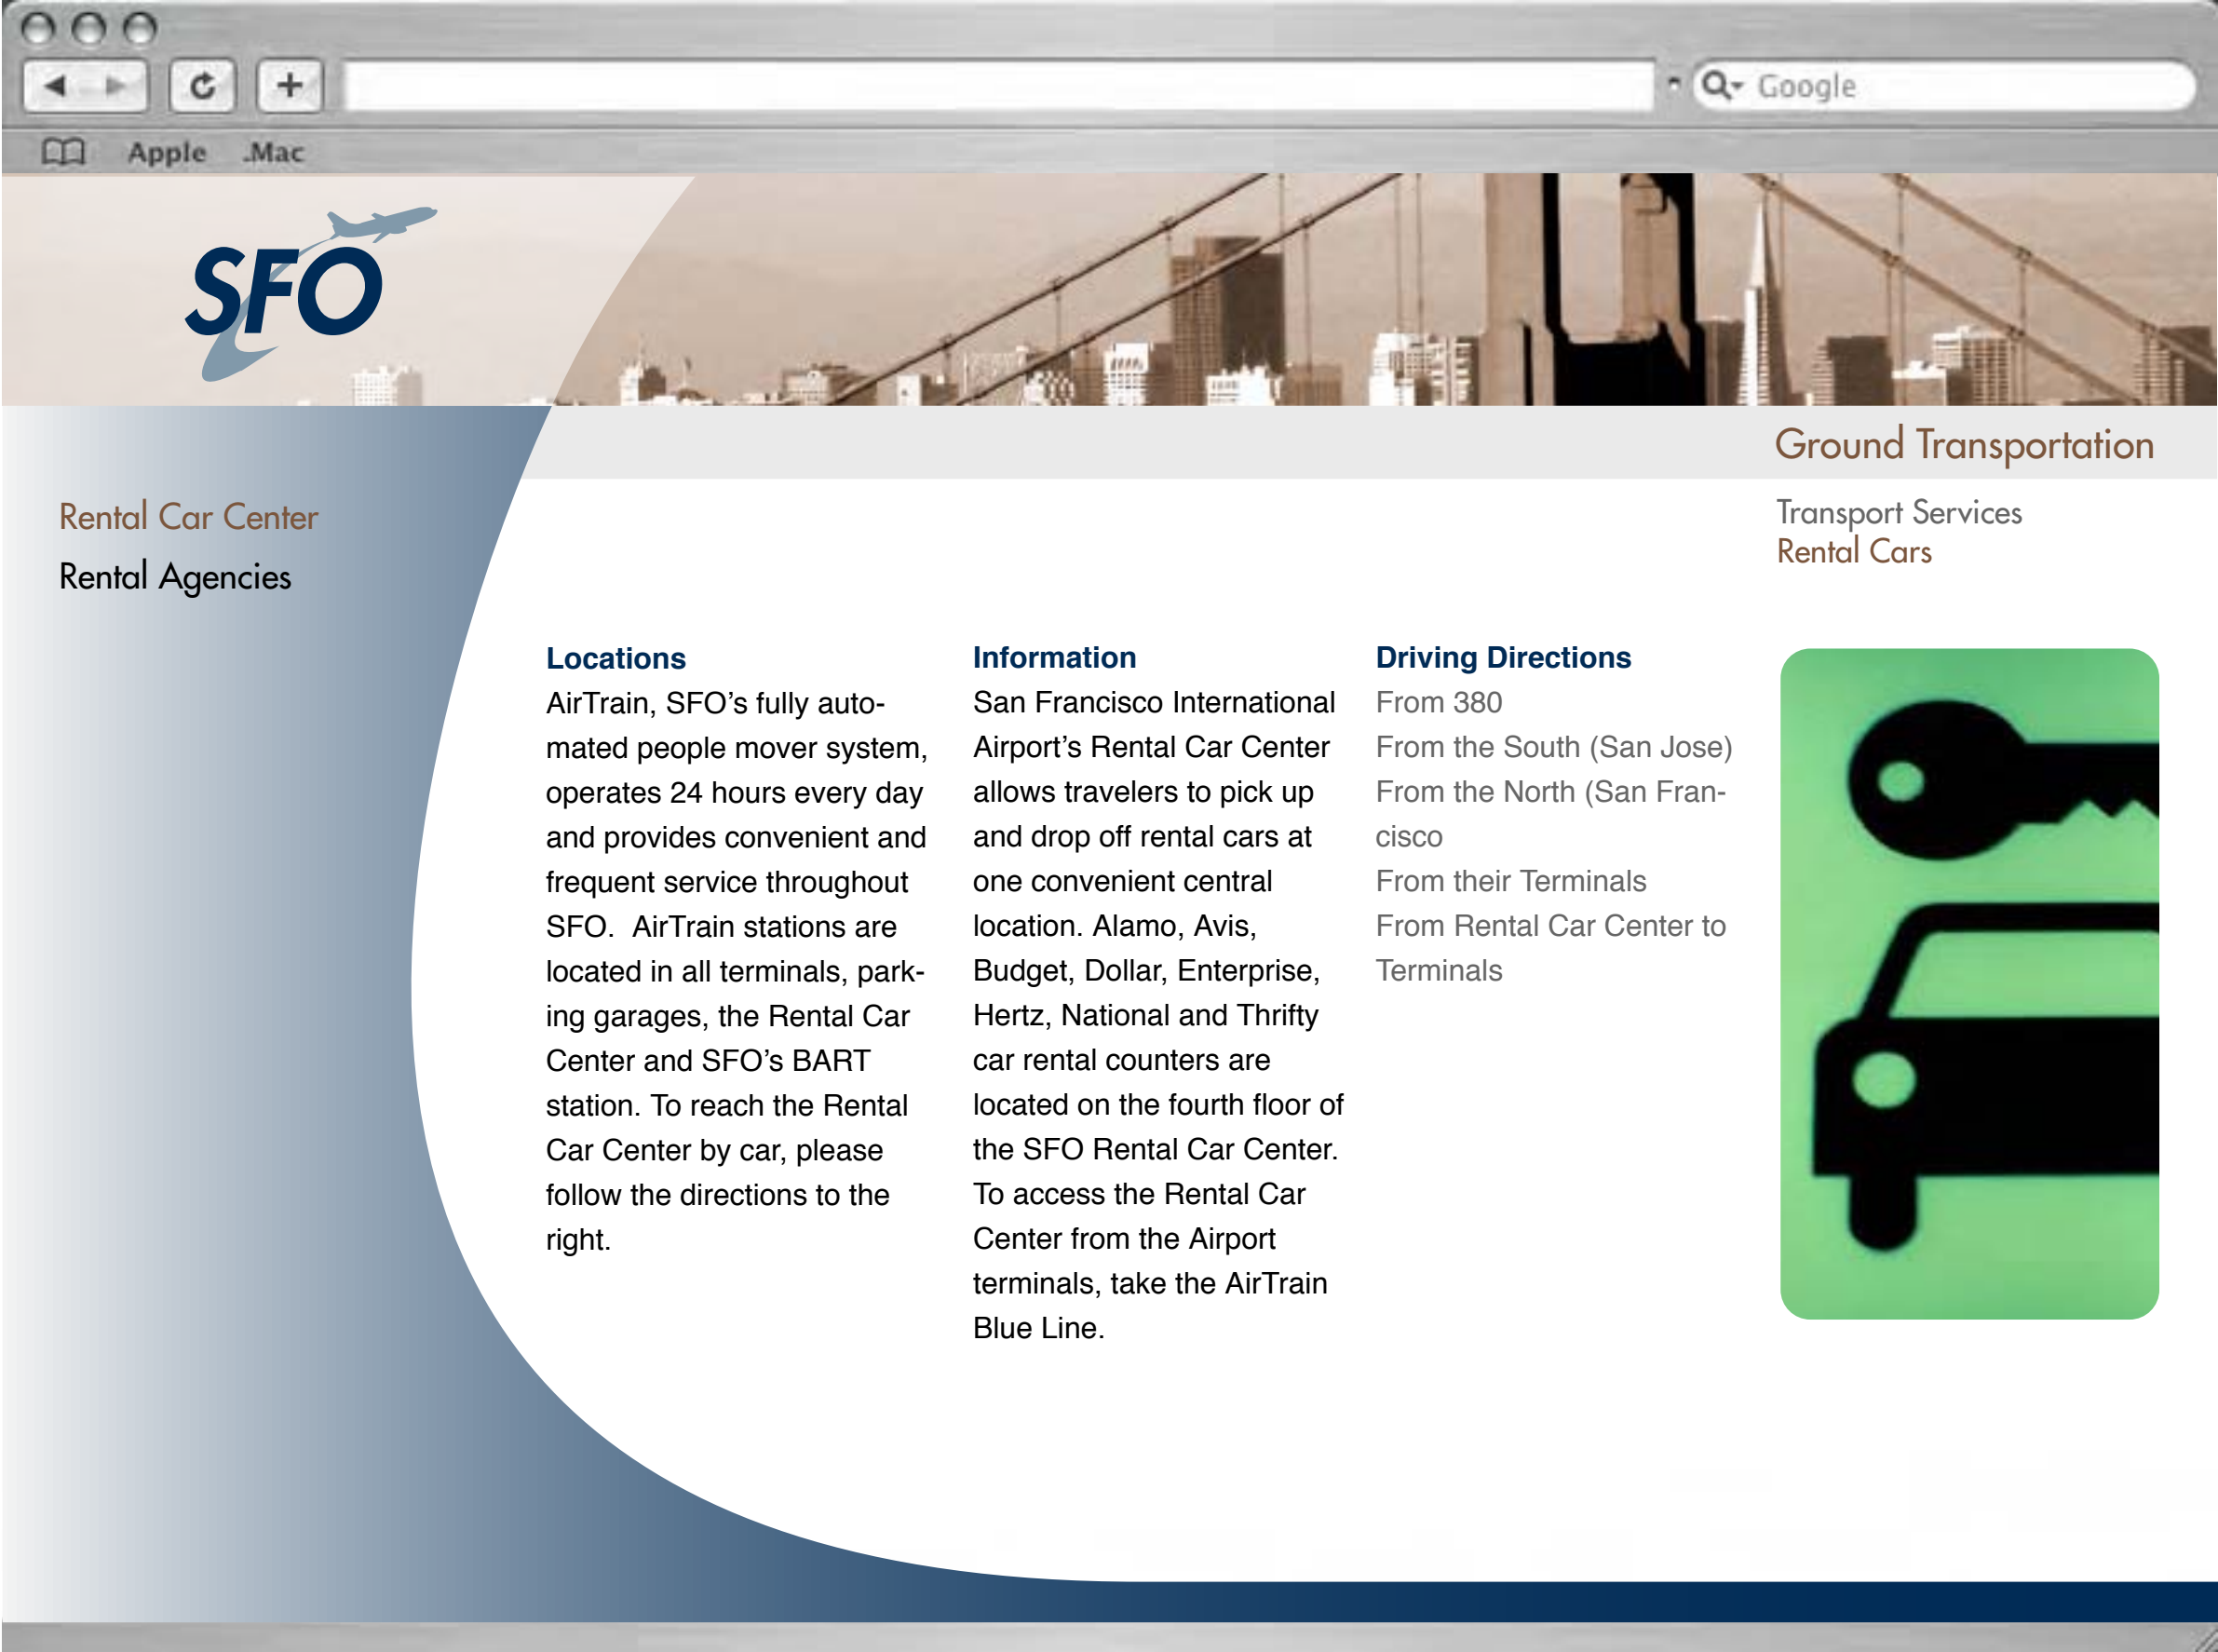 Google
Apple .Mac
SFO
Ground Transportation
Rental Car Center
Rental Agencies
Transport Services
Rental Cars
Locations
AirTrain, SFO’s fully auto-
mated people mover system,
operates 24 hours every day
and provides convenient and
frequent service throughout
SFO.  AirTrain stations are
located in all terminals, park-
ing garages, the Rental Car
Center and SFO’s BART
station. To reach the Rental
Car Center by car, please
follow the directions to the
right.
Information
San Francisco International
Airport’s Rental Car Center
allows travelers to pick up
and drop off rental cars at
one convenient central
location. Alamo, Avis,
Budget, Dollar, Enterprise,
Hertz, National and Thrifty
car rental counters are
located on the fourth floor of
the SFO Rental Car Center.
To access the Rental Car
Center from the Airport
terminals, take the AirTrain
Blue Line.
Driving Directions
From 380
From the South (San Jose)
From the North (San Fran-
cisco
From their Terminals
From Rental Car Center to
Terminals